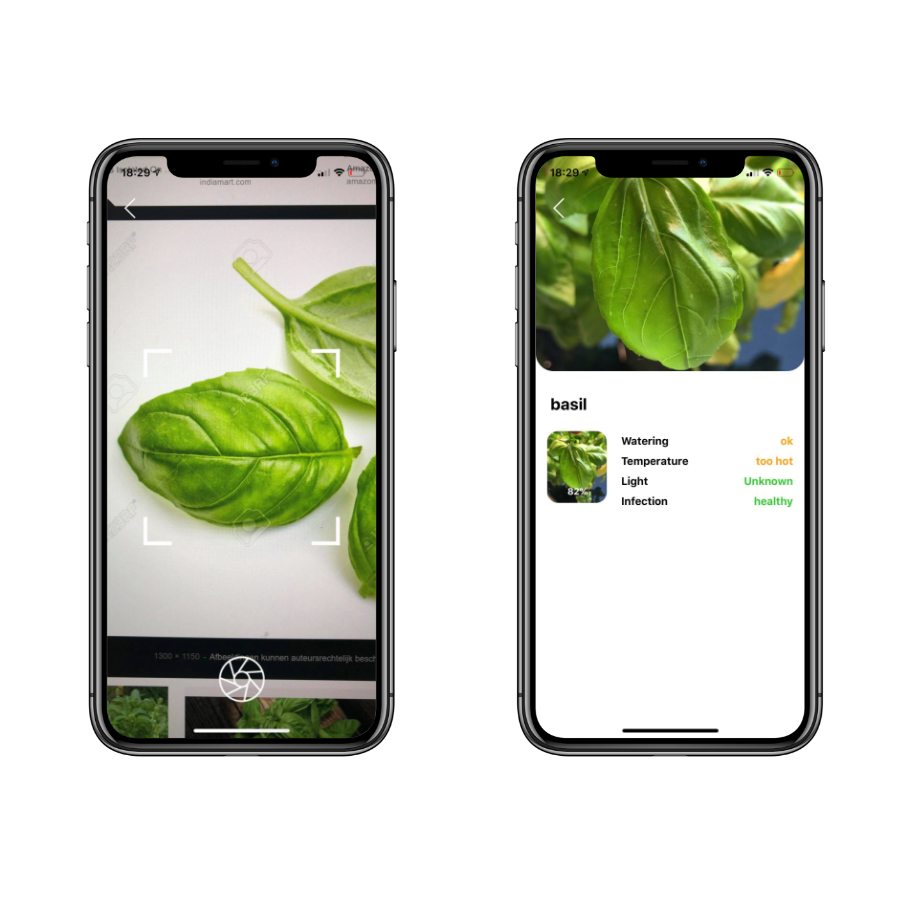 18:29
indiamart.com
Amaz
amazon
1300 × 1150 - Afbeeldingen kunnen auteursrechtelijk besch
18:29
basil
Watering ok
Temperature too hot
Light Unknown
Infection healthy
82%